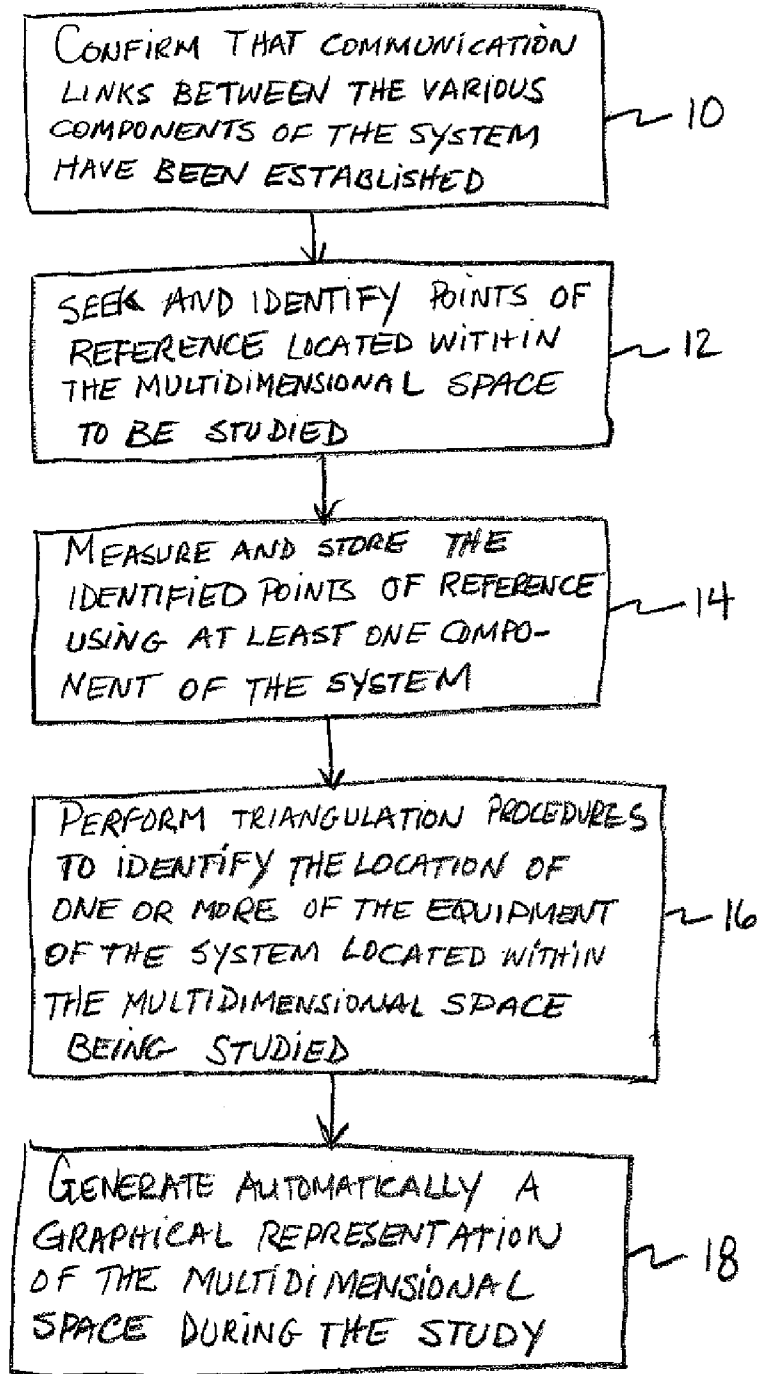 CONFIRM THAT COMMUNICATION
LINKS BETWEEN THE VARIOUS
COMPONENTS OF THE SYSTEM
HAVE BEEN ESTABLISHED
10
SEEK AND IDENTIFY POINTS OF
REFERENCE LOCATED WITHIN
THE MULTIDIMENSIONAL SPACE
TO BE STUDIED
12
MEASURE AND STORE THE
IDENTIFIED POINTS OF REFERENCE
USING AT LEAST ONE COMPO-
NENT OF THE SYSTEM
14
PERFORM TRIANGULATION PROCEDURES
TO IDENTIFY THE LOCATION OF
ONE OR MORE OF THE EQUIPMENT
OF THE SYSTEM LOCATED WITHIN
THE MULTIDIMENSIONAL SPACE
BEING STUDIED
16
GENERATE AUTOMATICALLY A
GRAPHICAL REPRESENTATION
OF THE MULTIDIMENSIONAL
SPACE DURING THE STUDY
18